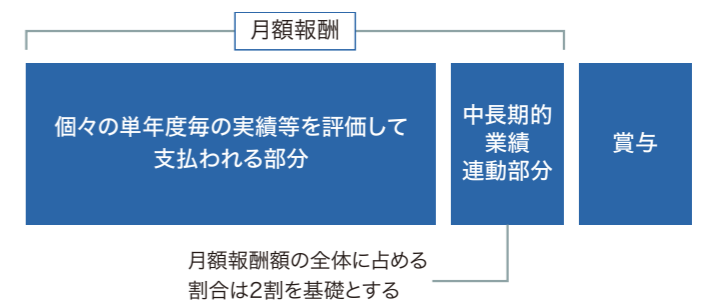 月額報酬
個々の単年度毎の実績等を評価して
支払われる部分
中長期的
業績
連動部分
賞与
月額報酬額の全体に占める
割合は2割を基礎とする